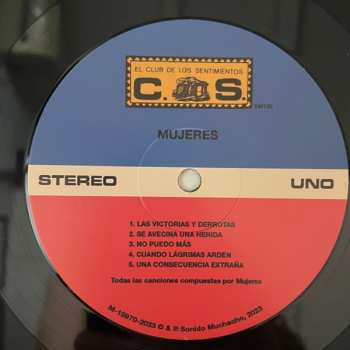 EL CLUB DE LOS SENTIMIENTOS
C. S.
MUJERES
STEREO
UNO
1. LAS VICTORIAS Y DERROTAS
2. SE AVECINA UNA HERIDA
3. NO PUEDO MÁS
4. CUANDO LÁGRIMAS ARDEN
5. UNA CONSECUENCIA EXTRAÑA
Todas las canciones compuestas por Mujeres
M-15970-2023 © & ℗ Sonido Muchacho, 2023